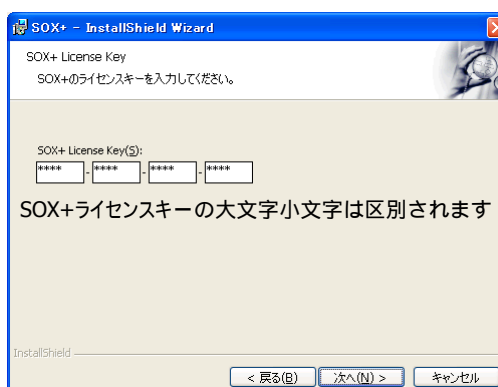 SOX+ - InstallShield Wizard
SOX+ License Key
SOX+のライセンスキーを入力してください。
SOX+ License Key(S):
**** - **** - **** - ****
SOX+ライセンスキーの大文字小文字は区別されます
InstallShield
< 戻る(B) 次へ(N) > キャンセル